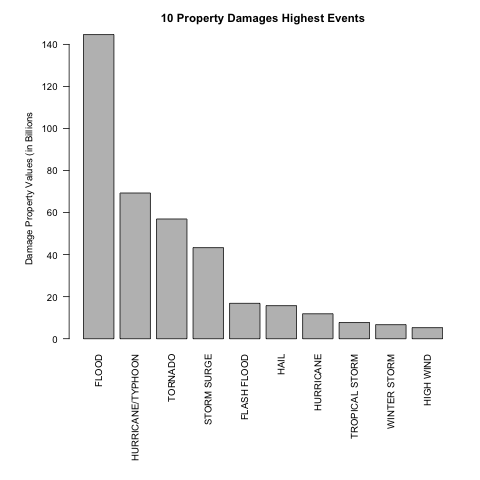 10 Property Damages Highest Events
Damage Property Values (in Billions
140
120
100
80
60
40
20
0
FLOOD
HURRICANE/TYPHOON
TORNADO
STORM SURGE
FLASH FLOOD
HAIL
HURRICANE
TROPICAL STORM
WINTER STORM
HIGH WIND